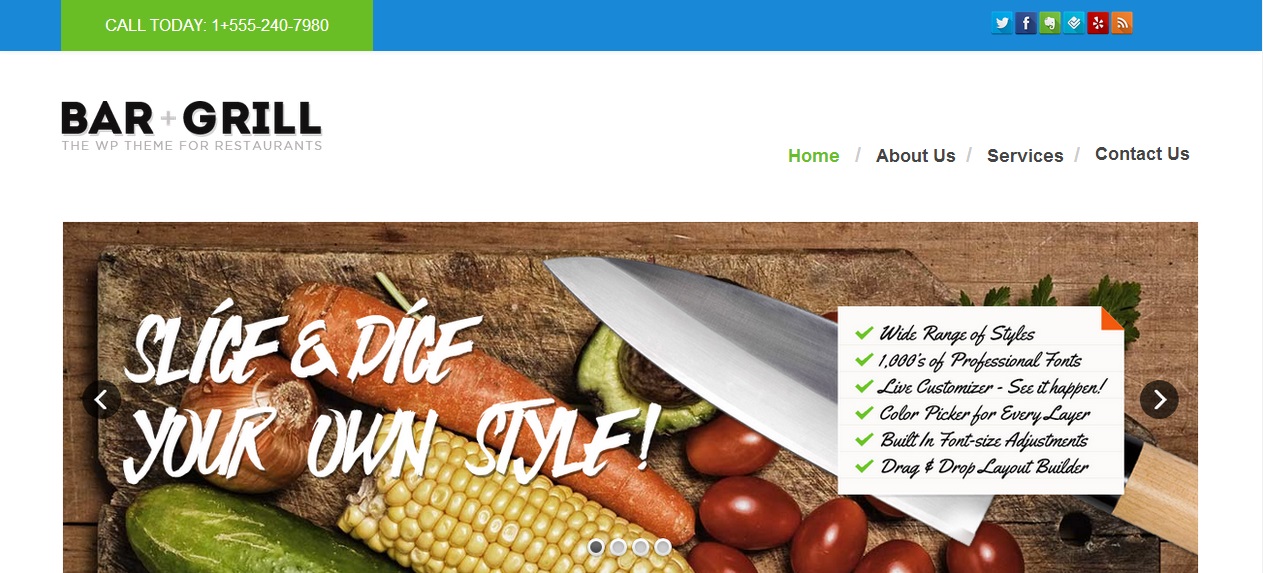 CALL TODAY: 1+555-240-7980
BAR + GRILL
THE WP THEME FOR RESTAURANTS
Home / About Us / Services / Contact Us
SLICE & DICE
YOUR OWN STYLE!
Wide Range of Styles
1,000's of Professional Fonts
Live Customizer - See it happen!
Color Picker for Every Layer
Built In Font-size Adjustments
Drag & Drop Layout Builder